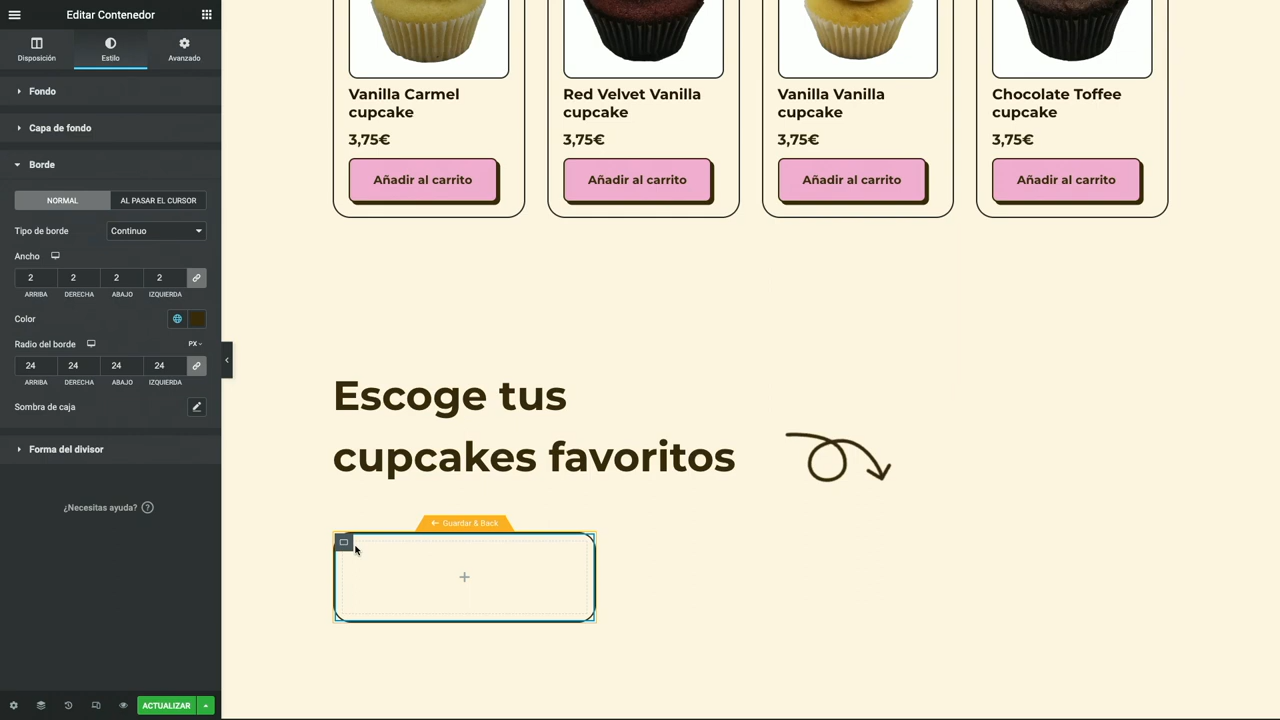 Editar Contenedor
Disposición
Estilo
Avanzado
Fondo
Capa de fondo
Borde
NORMAL
AL PASAR EL CURSOR
Tipo de borde
Continuo
Ancho
2
2
2
2
ARRIBA
DERECHA
ABAJO
IZQUIERDA
Color
Radio del borde
PX
24
24
24
24
ARRIBA
DERECHA
ABAJO
IZQUIERDA
Sombra de caja
Forma del divisor
¿Necesitas ayuda? ?
ACTUALIZAR
Vanilla Carmel
cupcake
3,75€
Añadir al carrito
Red Velvet Vanilla
cupcake
3,75€
Añadir al carrito
Vanilla Vanilla
cupcake
3,75€
Añadir al carrito
Chocolate Toffee
cupcake
3,75€
Añadir al carrito
Escoge tus
cupcakes favoritos
Guardar & Back